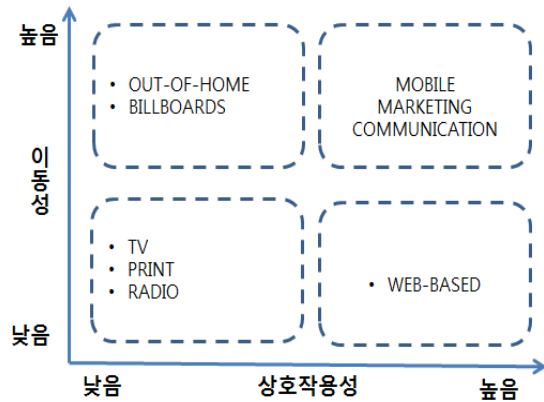 높음
• OUT-OF-HOME
• BILLBOARDS
MOBILE
MARKETING
COMMUNICATION
이동성
• TV
• PRINT
• RADIO
• WEB-BASED
낮음
낮음
상호작용성
높음